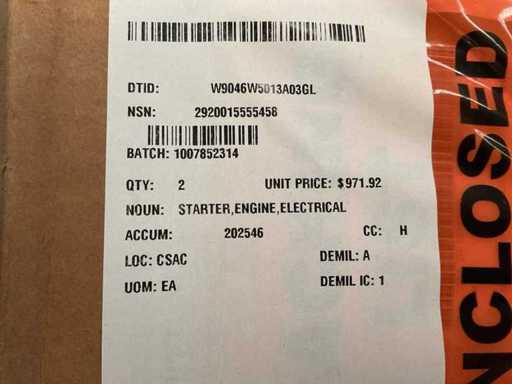 DTID: W9046W5013A03GL
NSN: 2920015555458
BATCH: 1007852314
QTY: 2 UNIT PRICE: $971.92
NOUN: STARTER,ENGINE,ELECTRICAL
ACCUM: 202546 CC: H
LOC: CSAC DEMIL: A
UOM: EA DEMIL IC: 1
NCLOSED